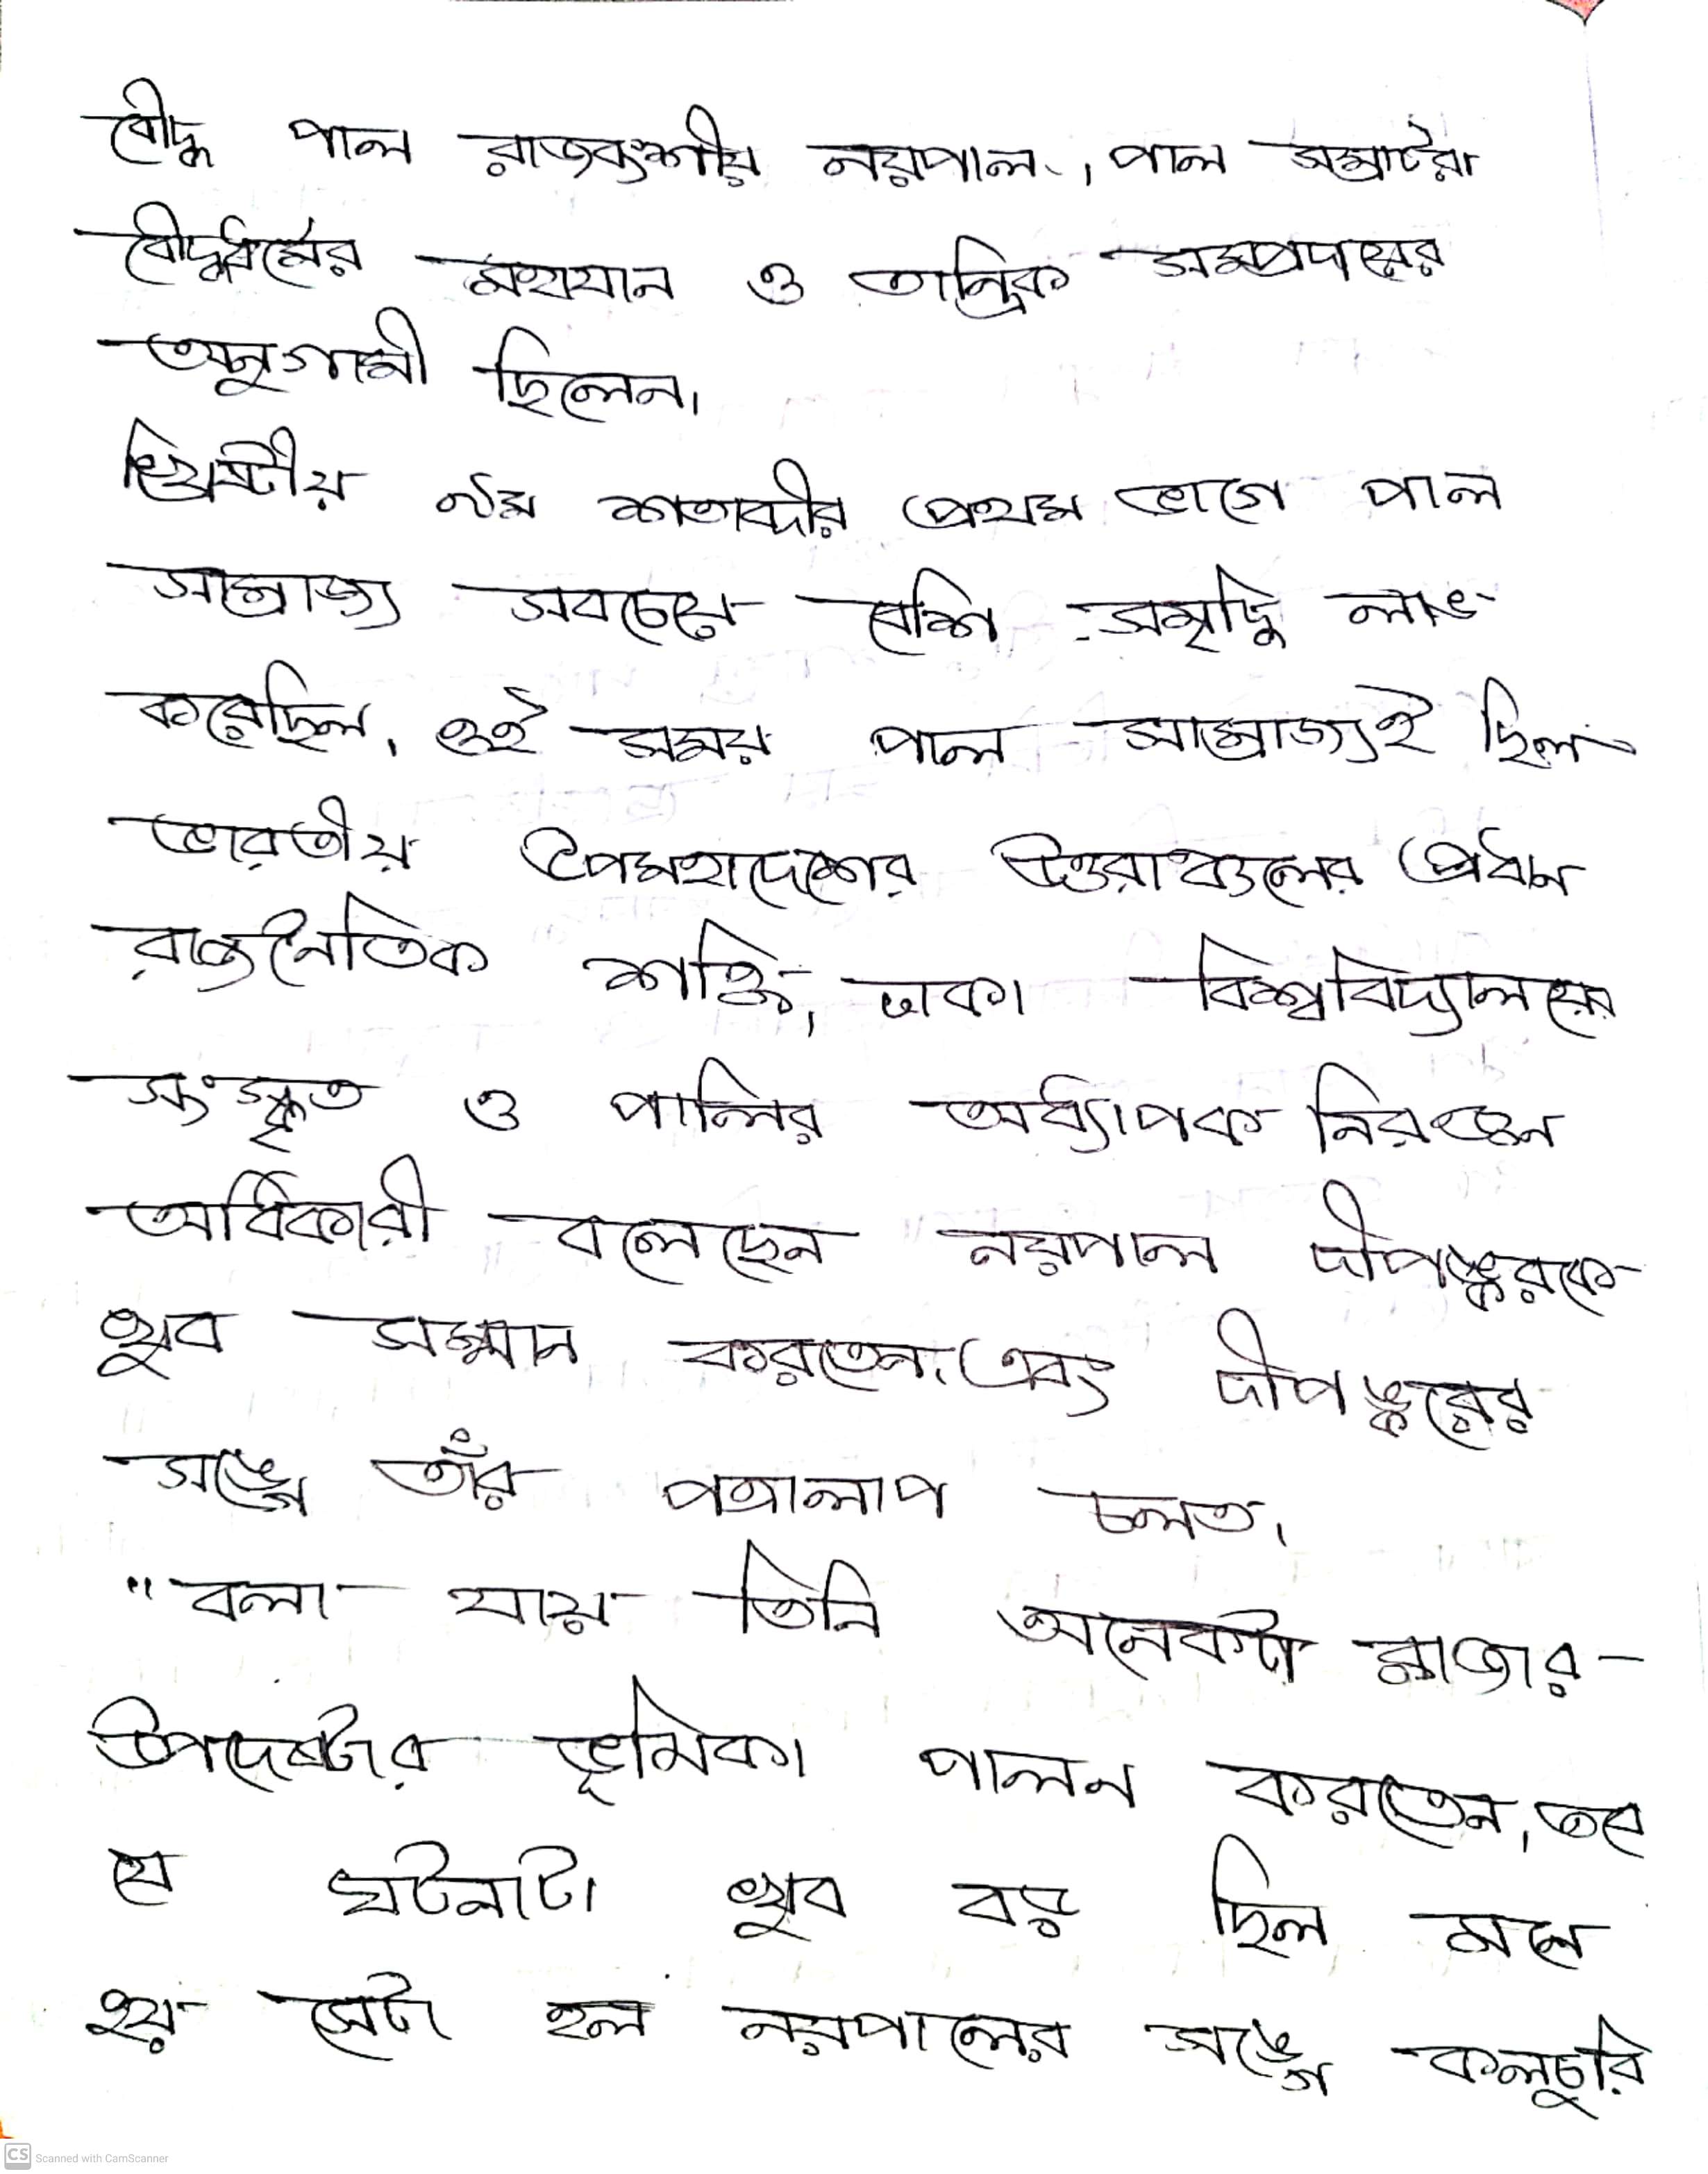 বৌদ্ধ পাল রাজবংশীয় নয়পাল। পাল সম্রাটেরা
বৌদ্ধধর্মের মহাযান ও তান্ত্রিক সম্প্রদায়ের
অনুগামী ছিলেন।
খ্রিষ্টীয় নবম শতাব্দীর প্রথম ভাগে পাল
সাম্রাজ্য সবচেয়ে বেশি সমৃদ্ধি লাভ
করেছিল। ওই সময় পাল সাম্রাজ্যই ছিল
ভারতীয় উপমহাদেশের উত্তরাঞ্চলের প্রধান
রাজনৈতিক শক্তি, ঢাকা বিশ্ববিদ্যালয়ের
সংস্কৃত ও পালির অধ্যাপক নিরঞ্জন
অধিকারী বলেছেন নয়পাল দীপঙ্করকে
খুব সম্মান করতেন। এবং দীপঙ্করের
সঙ্গে তাঁর পত্রালাপ চলত।
"বলা যায় তিনি অনেকটা রাজার
উপদেষ্টার ভূমিকা পালন করতেন, তবে
যে ঘটনাটা খুব বড় ছিল মনে
হয় সেটা হল নয়পালের সঙ্গে কলচুরি
CS Scanned with CamScanner